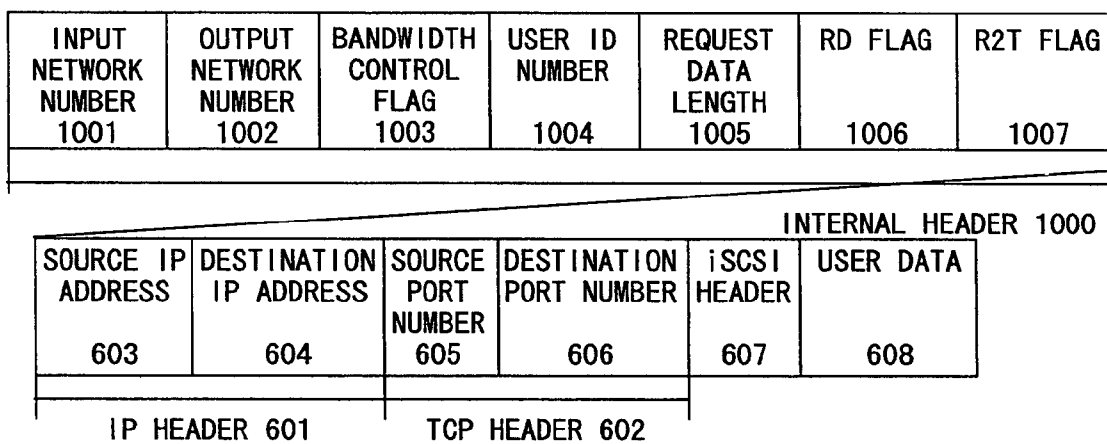 INPUT NETWORK NUMBER 1001
OUTPUT NETWORK NUMBER 1002
BANDWIDTH CONTROL FLAG 1003
USER ID NUMBER 1004
REQUEST DATA LENGTH 1005
RD FLAG 1006
R2T FLAG 1007
INTERNAL HEADER 1000
SOURCE IP ADDRESS 603
DESTINATION IP ADDRESS 604
SOURCE PORT NUMBER 605
DESTINATION PORT NUMBER 606
iSCSI HEADER 607
USER DATA 608
IP HEADER 601
TCP HEADER 602